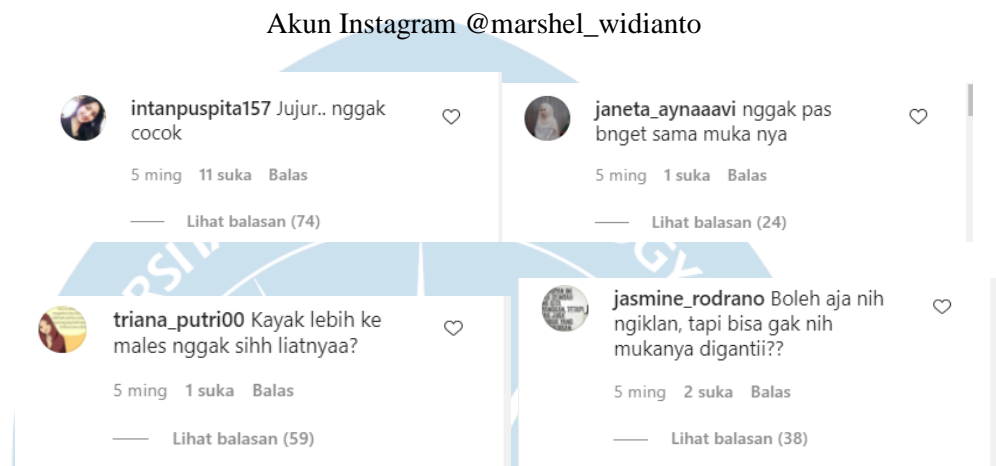 Akun Instagram @marshel_widianto
intanpuspita157 Jujur.. nggak
cocok
5 ming 11 suka Balas
Lihat balasan (74)
janeta_aynaaavi nggak pas
bnget sama muka nya
5 ming 1 suka Balas
Lihat balasan (24)
triana_putri00 Kayak lebih ke
males nggak sihh liatnyaa?
5 ming 1 suka Balas
Lihat balasan (59)
jasmine_rodrano Boleh aja nih
ngiklan, tapi bisa gak nih
mukanya digantii??
5 ming 2 suka Balas
Lihat balasan (38)